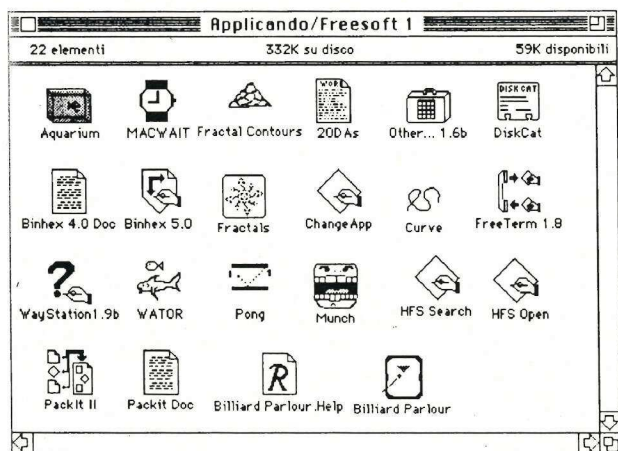 Applicando/Freesoft 1
22 elementi 332K su disco 59K disponibili
WORD DISK CAT
Aquarium MACWAIT Fractal Contours 20DAs Other... 1.6b DiskCat
Binhex 4.0 Doc Binhex 5.0 Fractals ChangeApp Curve FreeTerm 1.8
?
WayStation1.9b WATOR Pong Munch HFS Search HFS Open
R
PackIt II Packit Doc Billiard Parlour.Help Billiard Parlour